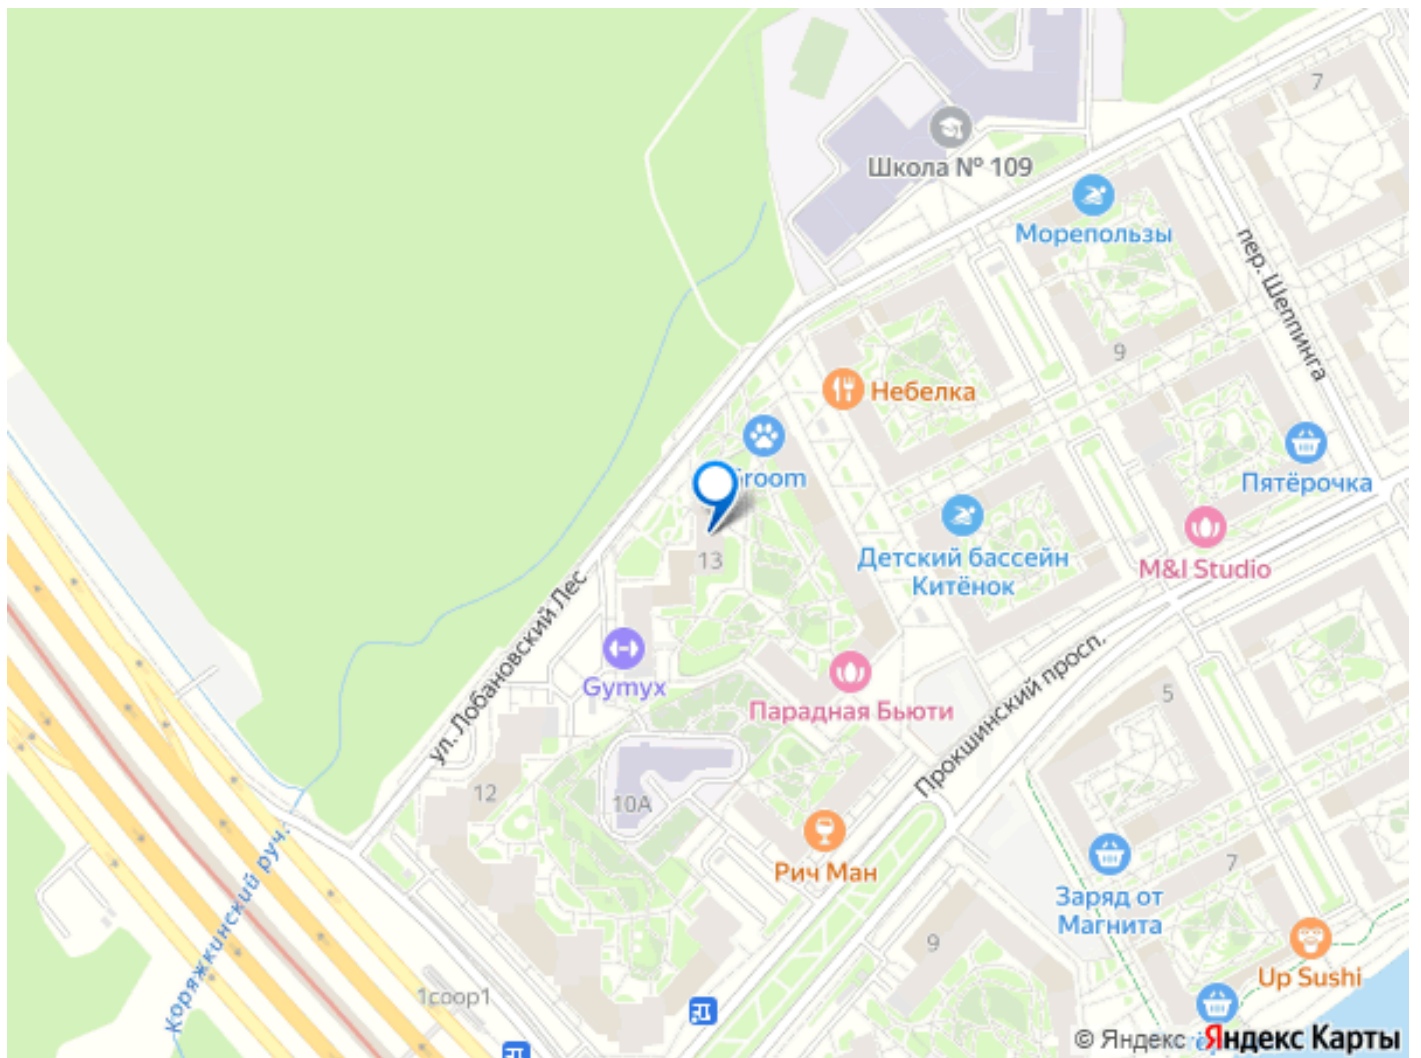 7
Школа № 109
Морепользы
пер. Шеппинга
9
Небелка
Groom
Пятёрочка
13
Детский бассейн
Китёнок
M&I Studio
ул. Лобановский Лес
Gymyx
Парадная Бьюти
Прокшинский просп.
5
12
10А
Рич Ман
7
Заряд от
Магнита
Коряжкинский руч.
9
Up Sushi
1соор1
© Яндекс
Яндекс Карты